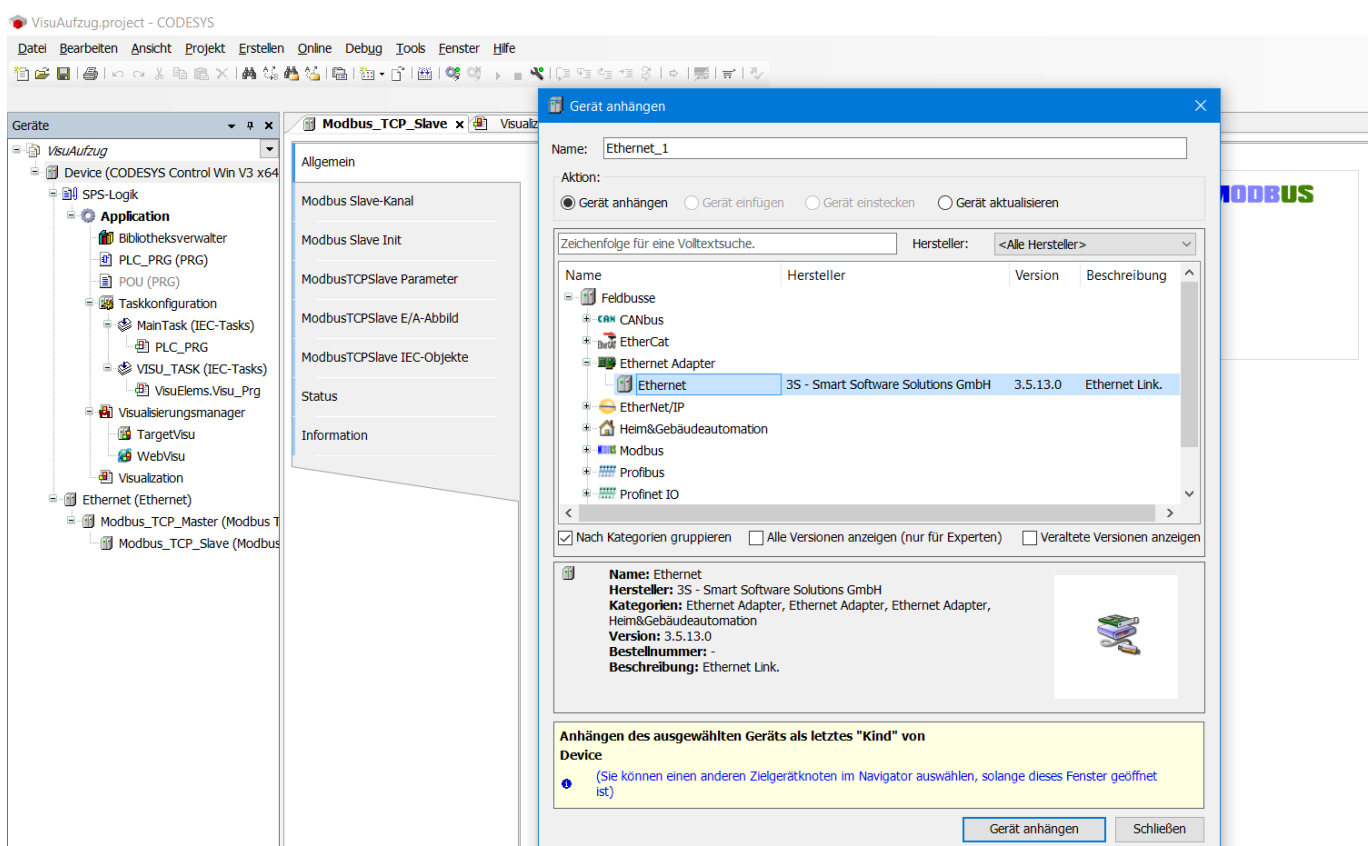 VisuAufzug.project - CODESYS
Datei Bearbeiten Ansicht Projekt Erstellen Online Debug Tools Fenster Hilfe
Geräte
VisuAufzug
Device (CODESYS Control Win V3 x64
SPS-Logik
Application
Bibliotheksverwalter
PLC_PRG (PRG)
POU (PRG)
Taskkonfiguration
MainTask (IEC-Tasks)
PLC_PRG
VISU_TASK (IEC-Tasks)
VisuElems.Visu_Prg
Visualisierungsmanager
TargetVisu
WebVisu
Visualization
Ethernet (Ethernet)
Modbus_TCP_Master (Modbus T
Modbus_TCP_Slave (Modbus
Modbus_TCP_Slave x Visualiz
Allgemein
Modbus Slave-Kanal
Modbus Slave Init
ModbusTCPSlave Parameter
ModbusTCPSlave E/A-Abbild
ModbusTCPSlave IEC-Objekte
Status
Information
MODBUS
Gerät anhängen
Name: Ethernet_1
Aktion:
Gerät anhängen Gerät einfügen Gerät einstecken Gerät aktualisieren
Zeichenfolge für eine Volltextsuche. Hersteller: <Alle Hersteller>
Name Hersteller Version Beschreibung
Feldbusse
CAN CANbus
EtherCat
Ethernet Adapter
Ethernet 3S - Smart Software Solutions GmbH 3.5.13.0 Ethernet Link.
EtherNet/IP
Heim&Gebäudeautomation
Modbus
Profibus
Profinet IO
Nach Kategorien gruppieren Alle Versionen anzeigen (nur für Experten) Veraltete Versionen anzeigen
Name: Ethernet
Hersteller: 3S - Smart Software Solutions GmbH
Kategorien: Ethernet Adapter, Ethernet Adapter, Ethernet Adapter,
Heim&Gebäudeautomation
Version: 3.5.13.0
Bestellnummer: -
Beschreibung: Ethernet Link.
Anhängen des ausgewählten Geräts als letztes "Kind" von
Device
(Sie können einen anderen Zielgerätknoten im Navigator auswählen, solange dieses Fenster geöffnet
ist)
Gerät anhängen Schließen